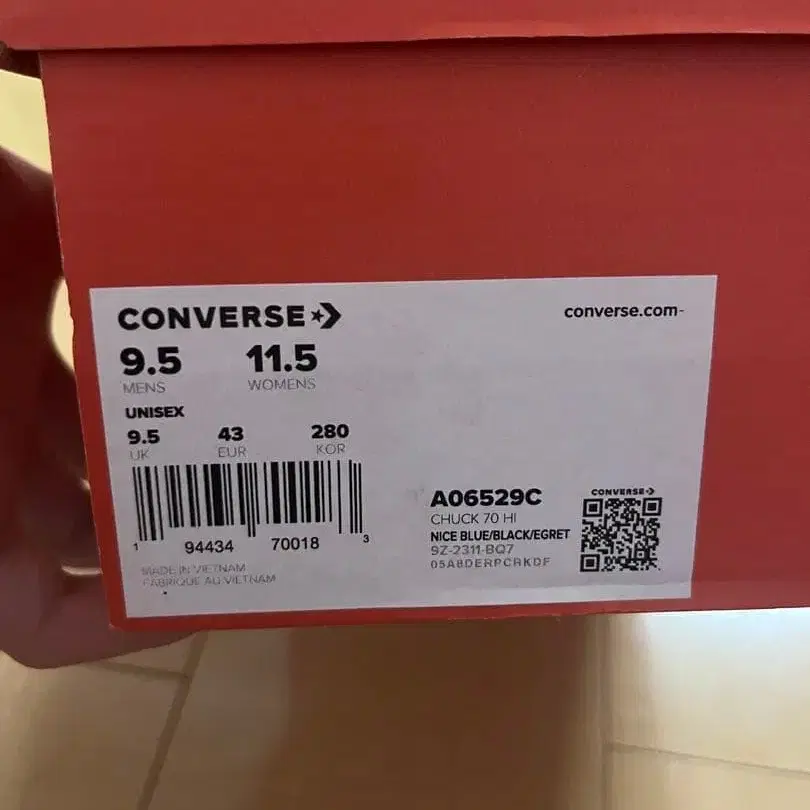 CONVERSE
converse.com
9.5 11.5
MENS WOMENS
UNISEX
9.5 43 280
UK EUR KOR
1 94434 70018 3
MADE IN VIETNAM
FABRIQUE AU VIETNAM
CONVERSE
A06529C
CHUCK 70 HI
NICE BLUE/BLACK/EGRET
9Z-2311-BQ7